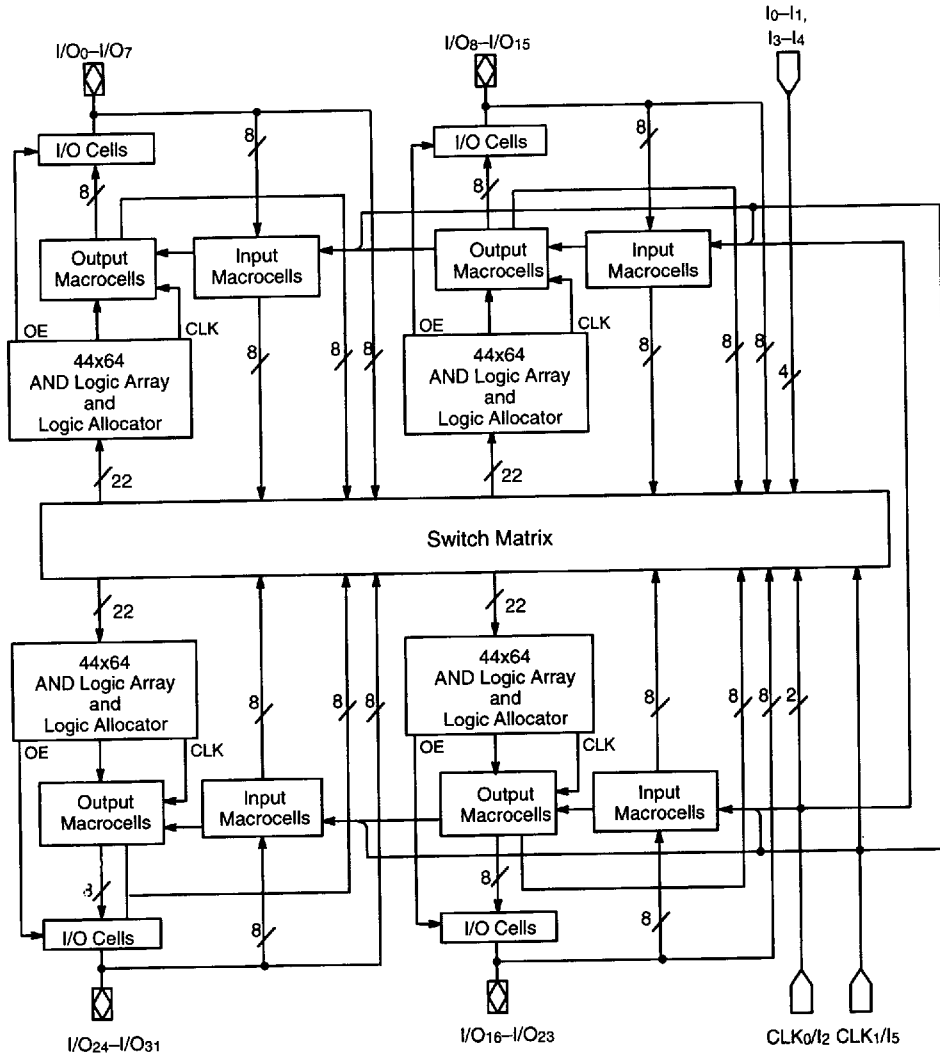 I/O0–I/O7
I/O8–I/O15
I0–I1,
I3–I4
I/O Cells
8
8
I/O Cells
8
8
Output
Macrocells
Input
Macrocells
Output
Macrocells
Input
Macrocells
OE
CLK
OE
CLK
44x64
AND Logic Array
and
Logic Allocator
8
8
8
44x64
AND Logic Array
and
Logic Allocator
8
8
8
4
22
22
Switch Matrix
22
22
44x64
AND Logic Array
and
Logic Allocator
8
8
8
44x64
AND Logic Array
and
Logic Allocator
8
8
8
2
OE
CLK
OE
CLK
Output
Macrocells
Input
Macrocells
Output
Macrocells
Input
Macrocells
8
8
8
8
I/O Cells
I/O Cells
I/O24–I/O31
I/O16–I/O23
CLK0/I2 CLK1/I5